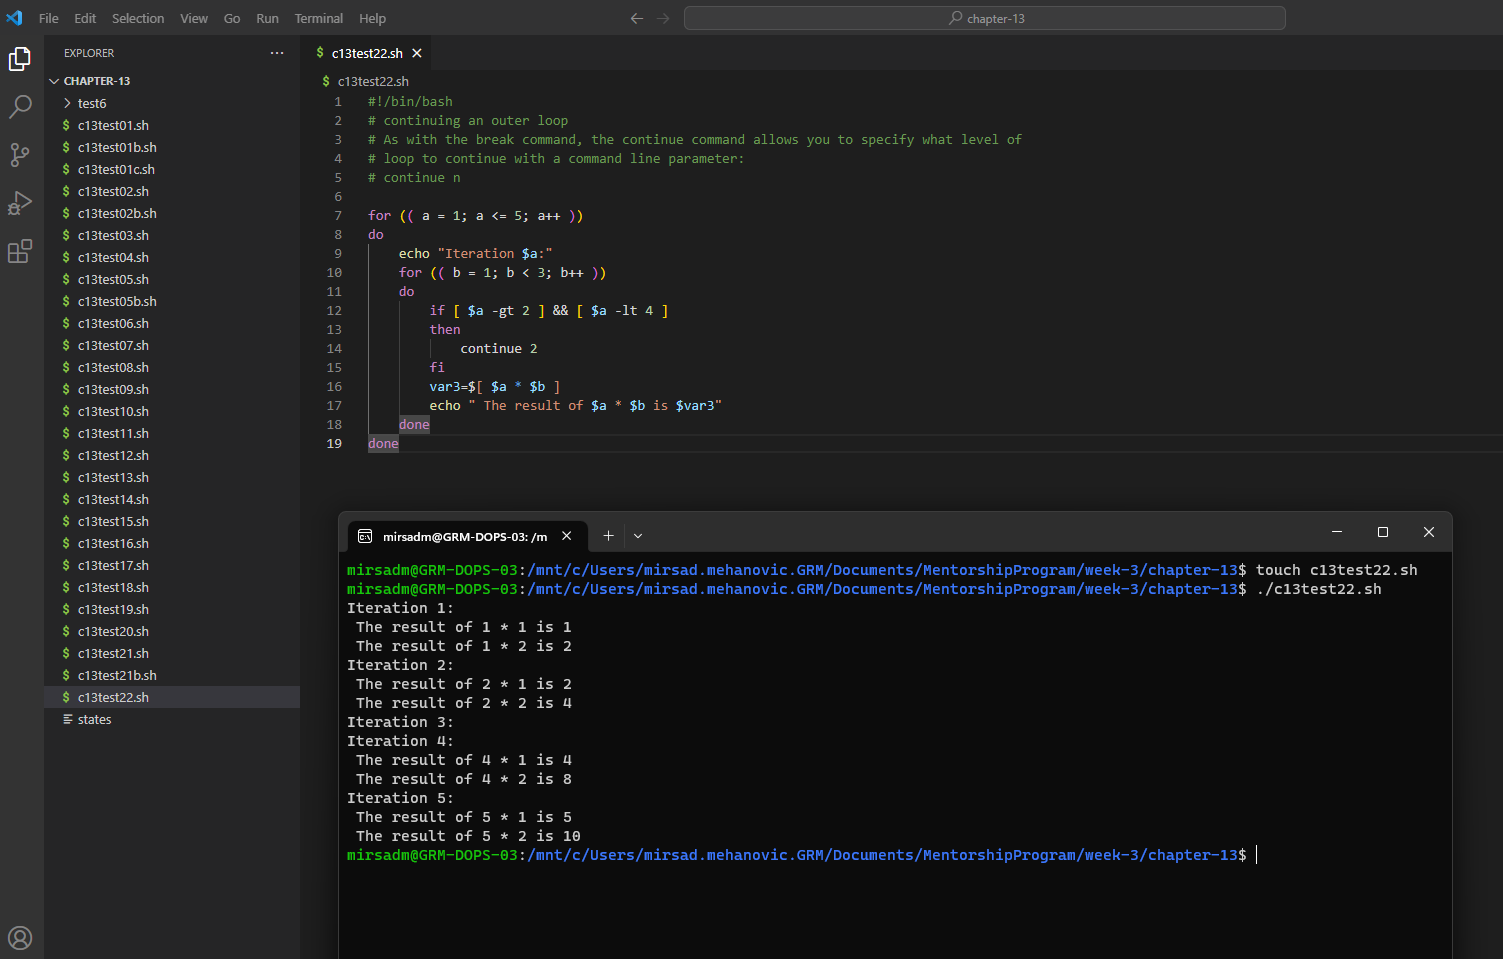 File Edit Selection View Go Run Terminal Help
chapter-13
EXPLORER
CHAPTER-13
test6
$ c13test01.sh
$ c13test01b.sh
$ c13test01c.sh
$ c13test02.sh
$ c13test02b.sh
$ c13test03.sh
$ c13test04.sh
$ c13test05.sh
$ c13test05b.sh
$ c13test06.sh
$ c13test07.sh
$ c13test08.sh
$ c13test09.sh
$ c13test10.sh
$ c13test11.sh
$ c13test12.sh
$ c13test13.sh
$ c13test14.sh
$ c13test15.sh
$ c13test16.sh
$ c13test17.sh
$ c13test18.sh
$ c13test19.sh
$ c13test20.sh
$ c13test21.sh
$ c13test21b.sh
$ c13test22.sh
states
$ c13test22.sh
$ c13test22.sh
1 #!/bin/bash
2 # continuing an outer loop
3 # As with the break command, the continue command allows you to specify what level of
4 # loop to continue with a command line parameter:
5 # continue n
6
7 for (( a = 1; a <= 5; a++ ))
8 do
9 echo "Iteration $a:"
10 for (( b = 1; b < 3; b++ ))
11 do
12 if [ $a -gt 2 ] && [ $a -lt 4 ]
13 then
14 continue 2
15 fi
16 var3=$[ $a * $b ]
17 echo " The result of $a * $b is $var3"
18 done
19 done
mirsadm@GRM-DOPS-03: /m
mirsadm@GRM-DOPS-03:/mnt/c/Users/mirsad.mehanovic.GRM/Documents/MentorshipProgram/week-3/chapter-13$ touch c13test22.sh
mirsadm@GRM-DOPS-03:/mnt/c/Users/mirsad.mehanovic.GRM/Documents/MentorshipProgram/week-3/chapter-13$ ./c13test22.sh
Iteration 1:
The result of 1 * 1 is 1
The result of 1 * 2 is 2
Iteration 2:
The result of 2 * 1 is 2
The result of 2 * 2 is 4
Iteration 3:
Iteration 4:
The result of 4 * 1 is 4
The result of 4 * 2 is 8
Iteration 5:
The result of 5 * 1 is 5
The result of 5 * 2 is 10
mirsadm@GRM-DOPS-03:/mnt/c/Users/mirsad.mehanovic.GRM/Documents/MentorshipProgram/week-3/chapter-13$